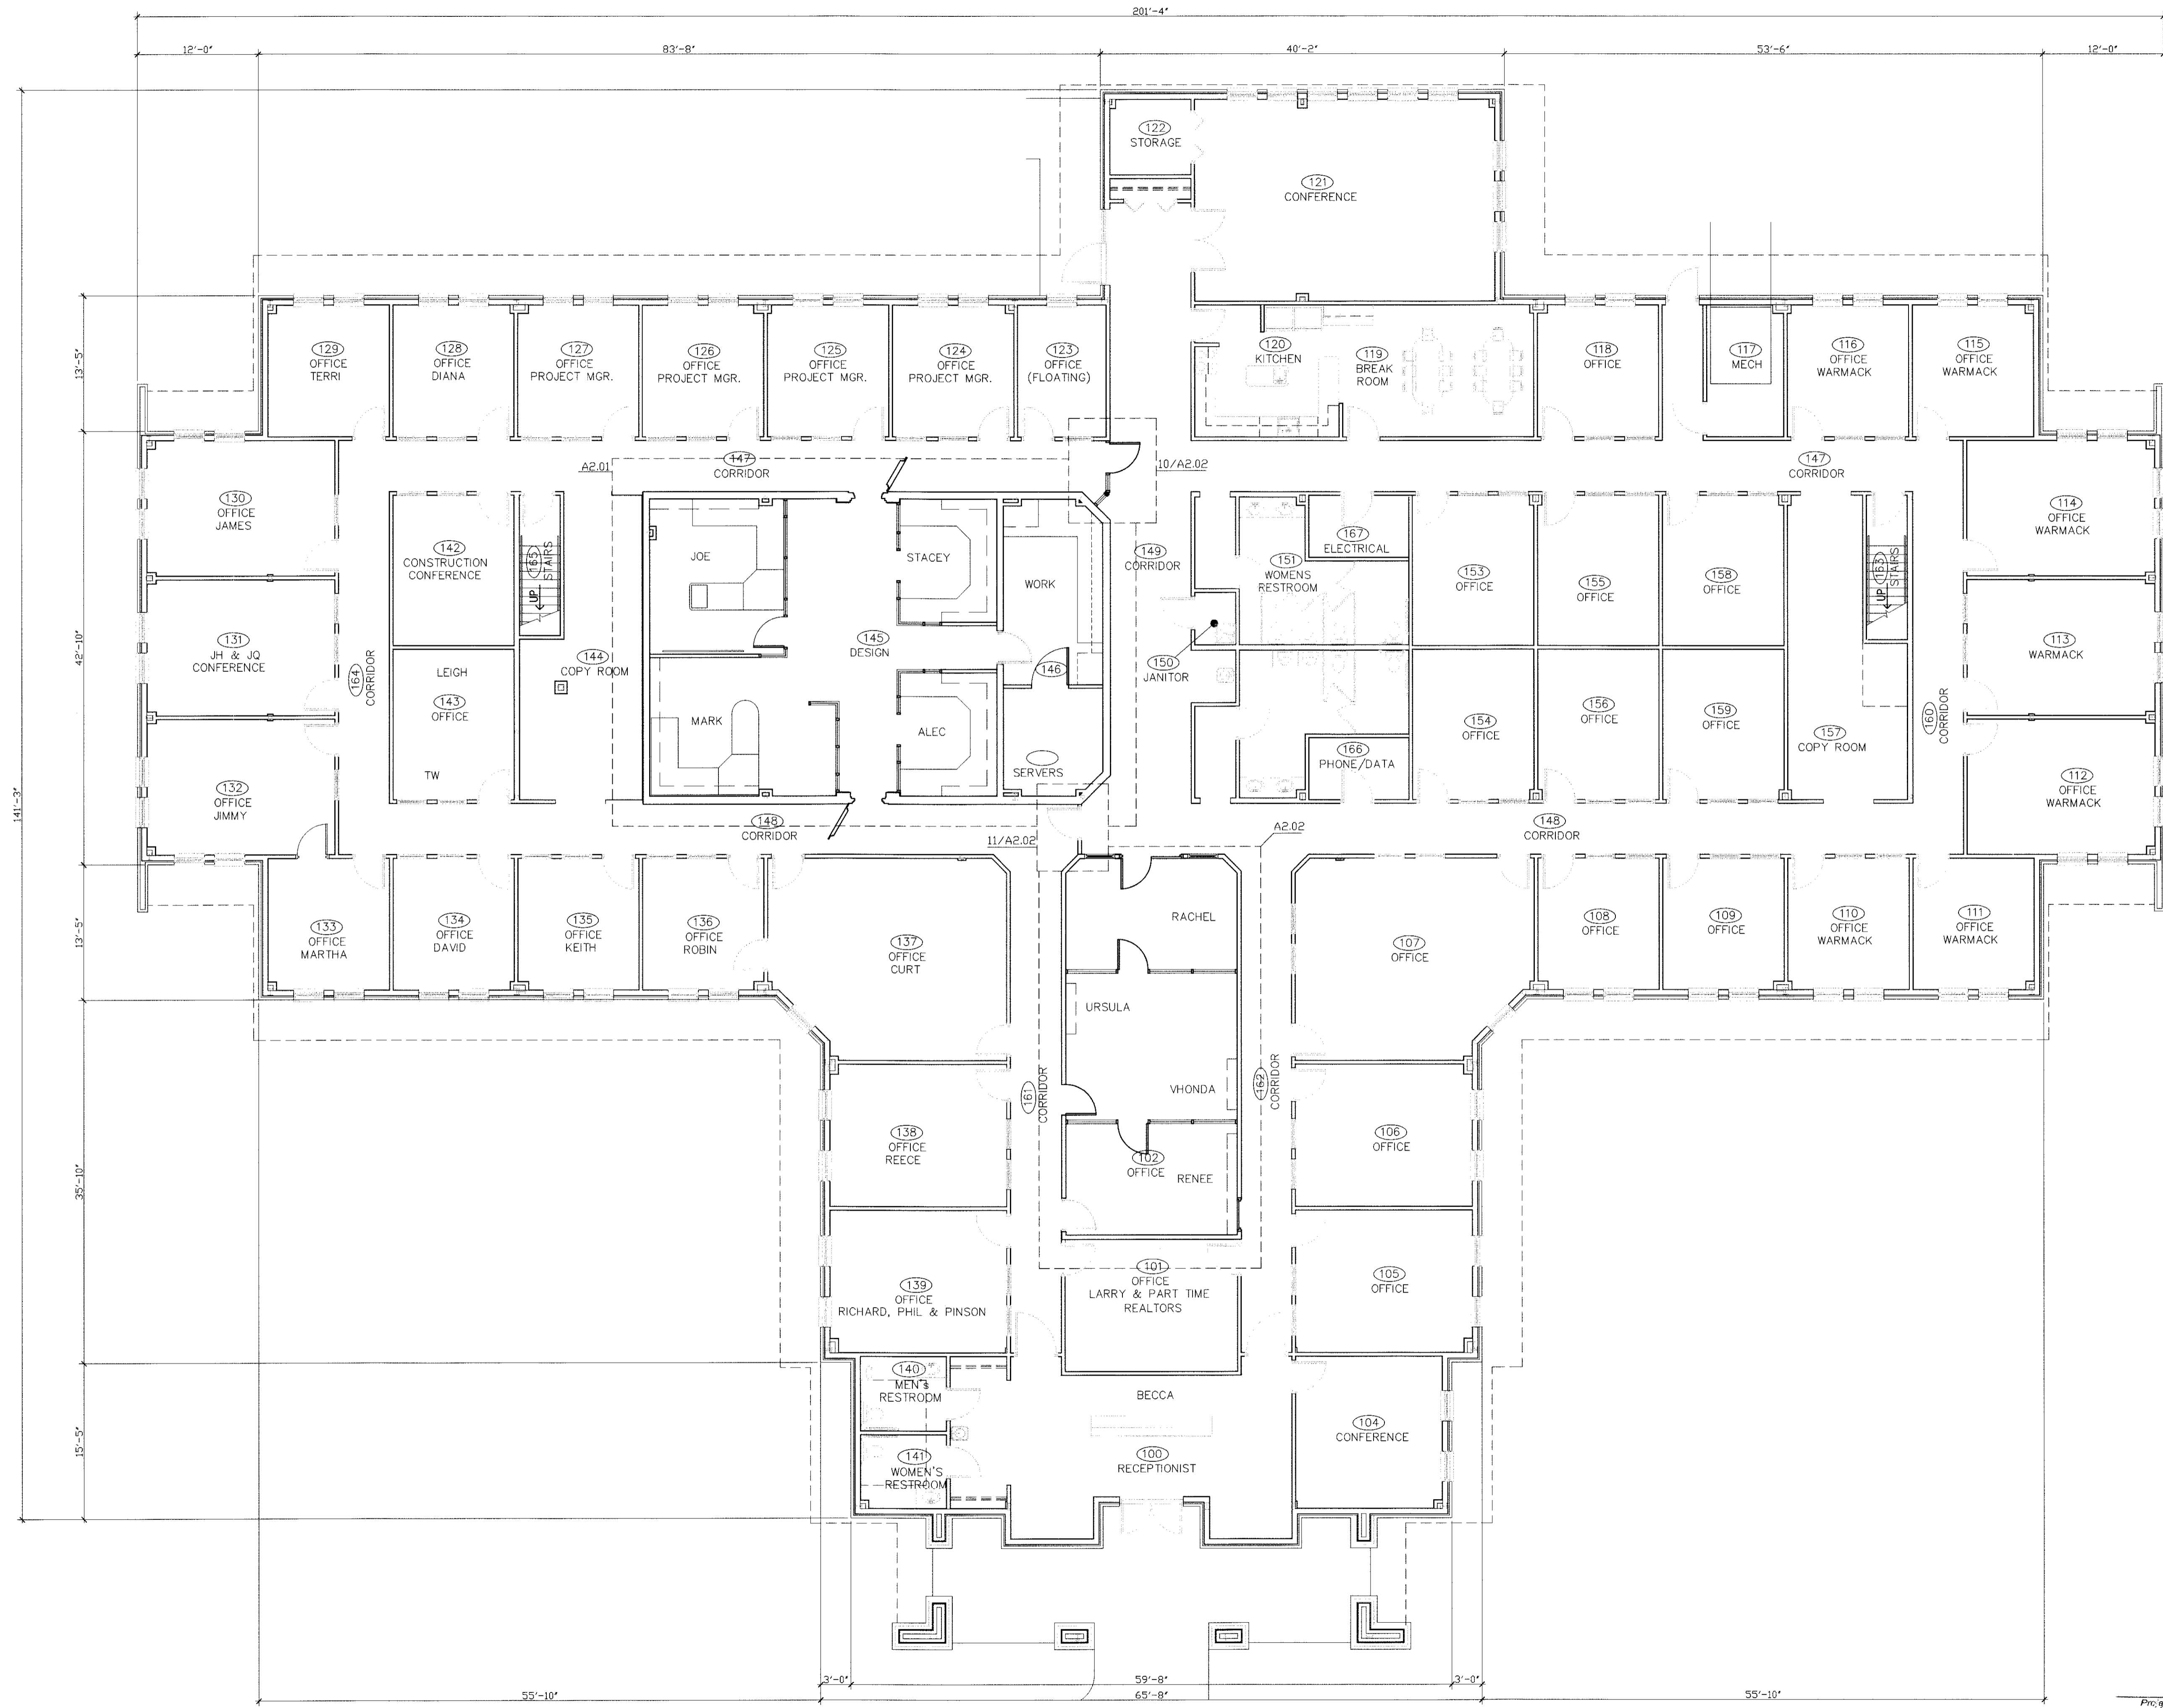 201'-4"
12'-0"
83'-8"
40'-2"
53'-6"
12'-0"
122
STORAGE
121
CONFERENCE
13'-5"
129
OFFICE
TERRI
128
OFFICE
DIANA
127
OFFICE
PROJECT MGR.
126
OFFICE
PROJECT MGR.
125
OFFICE
PROJECT MGR.
124
OFFICE
PROJECT MGR.
123
OFFICE
(FLOATING)
120
KITCHEN
119
BREAK
ROOM
118
OFFICE
117
MECH
116
OFFICE
WARMACK
115
OFFICE
WARMACK
A2.01
147
CORRIDOR
10/A2.02
147
CORRIDOR
42'-10"
141'-3"
130
OFFICE
JAMES
142
CONSTRUCTION
CONFERENCE
165
STAIRS
UP
JOE
STACEY
WORK
149
CORRIDOR
151
WOMENS
RESTROOM
167
ELECTRICAL
153
OFFICE
155
OFFICE
158
OFFICE
163
STAIRS
UP
114
OFFICE
WARMACK
131
JH & JQ
CONFERENCE
164
CORRIDOR
LEIGH
143
OFFICE
TW
144
COPY ROOM
145
DESIGN
146
150
JANITOR
MARK
ALEC
SERVERS
154
OFFICE
156
OFFICE
159
OFFICE
157
COPY ROOM
160
CORRIDOR
113
WARMACK
166
PHONE/DATA
132
OFFICE
JIMMY
112
OFFICE
WARMACK
148
CORRIDOR
11/A2.02
A2.02
148
CORRIDOR
13'-5"
133
OFFICE
MARTHA
134
OFFICE
DAVID
135
OFFICE
KEITH
136
OFFICE
ROBIN
137
OFFICE
CURT
RACHEL
107
OFFICE
108
OFFICE
109
OFFICE
110
OFFICE
WARMACK
111
OFFICE
WARMACK
URSULA
VHONDA
161
CORRIDOR
162
CORRIDOR
35'-10"
138
OFFICE
REECE
102
OFFICE
RENEE
106
OFFICE
139
OFFICE
RICHARD, PHIL & PINSON
101
OFFICE
LARRY & PART TIME
REALTORS
105
OFFICE
15'-5"
140
MEN'S
RESTROOM
BECCA
141
WOMEN'S
RESTROOM
100
RECEPTIONIST
104
CONFERENCE
3'-0"
59'-8"
3'-0"
55'-10"
65'-8"
55'-10"